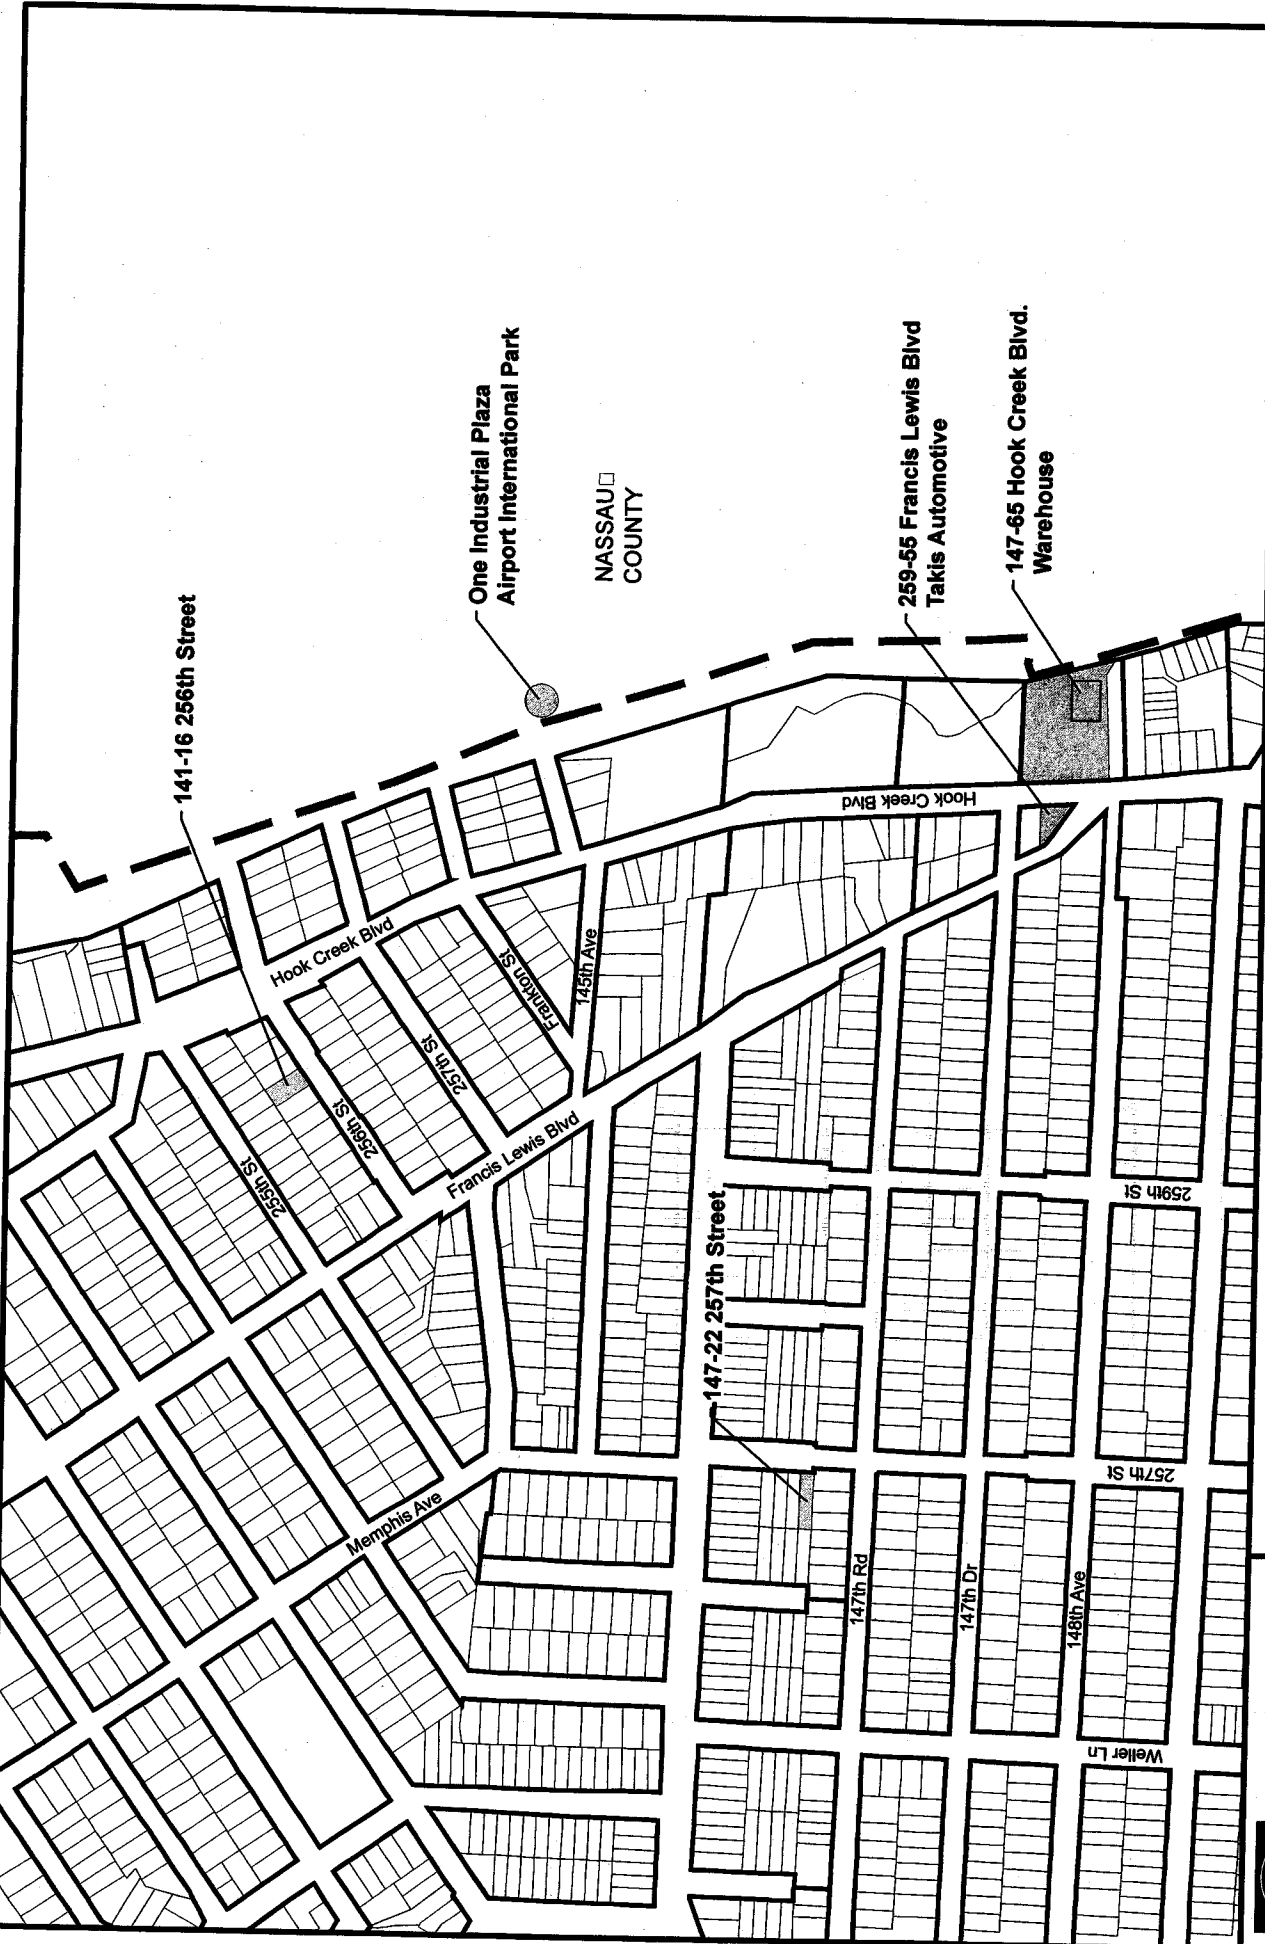 141-16 256th Street
One Industrial Plaza
Airport International Park
NASSAU□
COUNTY
259-55 Francis Lewis Blvd
Takis Automotive
147-65 Hook Creek Blvd.
Warehouse
Hook Creek Blvd
Hook Creek Blvd
Frankton St
145th Ave
257th St
256th St
255th St
Francis Lewis Blvd
259th St
147-22 257th Street
257th St
Memphis Ave
147th Rd
147th Dr
148th Ave
Weller Ln